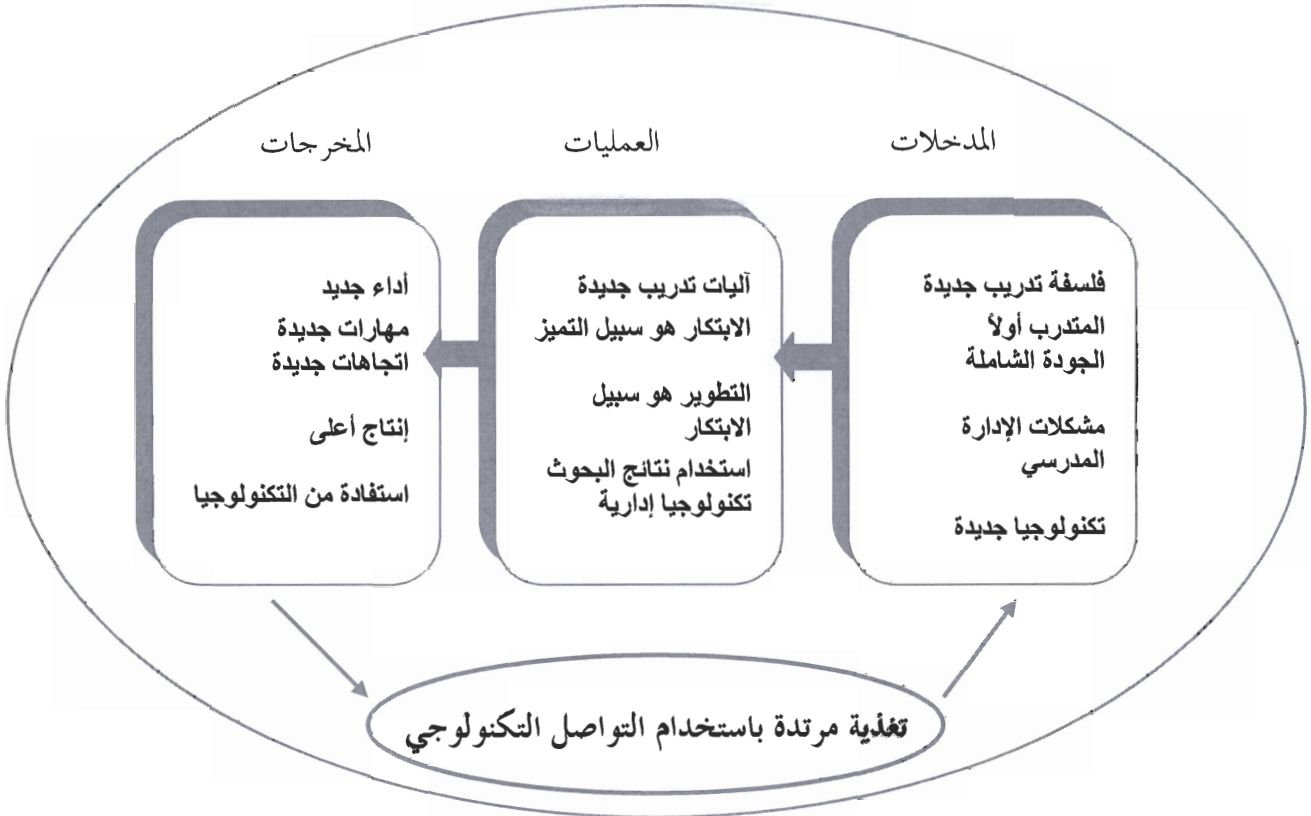 المدخلات
العمليات
المخرجات
فلسفة تدريب جديدة
المتدرب أولاً
الجودة الشاملة
مشكلات الإدارة
المدرسي
تكنولوجيا جديدة
آليات تدريب جديدة
الابتكار هو سبيل التميز
التطوير هو سبيل
الابتكار
استخدام نتائج البحوث
تكنولوجيا إدارية
أداء جديد
مهارات جديدة
اتجاهات جديدة
إنتاج أعلى
استفادة من التكنولوجيا
تغذية مرتدة باستخدام التواصل التكنولوجي